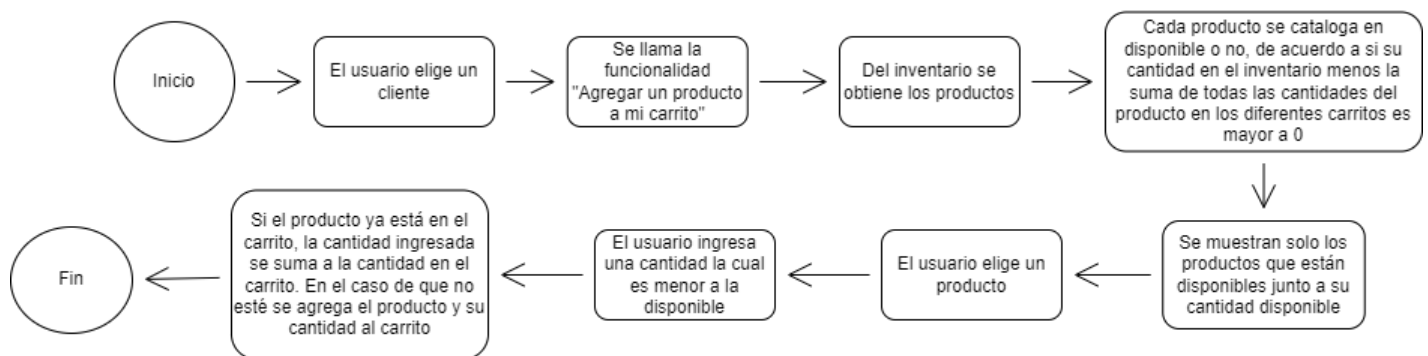 Inicio
El usuario elige un
cliente
Se llama la
funcionalidad
"Agregar un producto
a mi carrito"
Del inventario se
obtiene los productos
Cada producto se cataloga en
disponible o no, de acuerdo a si su
cantidad en el inventario menos la
suma de todas las cantidades del
producto en los diferentes carritos es
mayor a 0
Se muestran solo los
productos que están
disponibles junto a su
cantidad disponible
El usuario elige un
producto
El usuario ingresa
una cantidad la cual
es menor a la
disponible
Si el producto ya está en el
carrito, la cantidad ingresada
se suma a la cantidad en el
carrito. En el caso de que no
esté se agrega el producto y su
cantidad al carrito
Fin